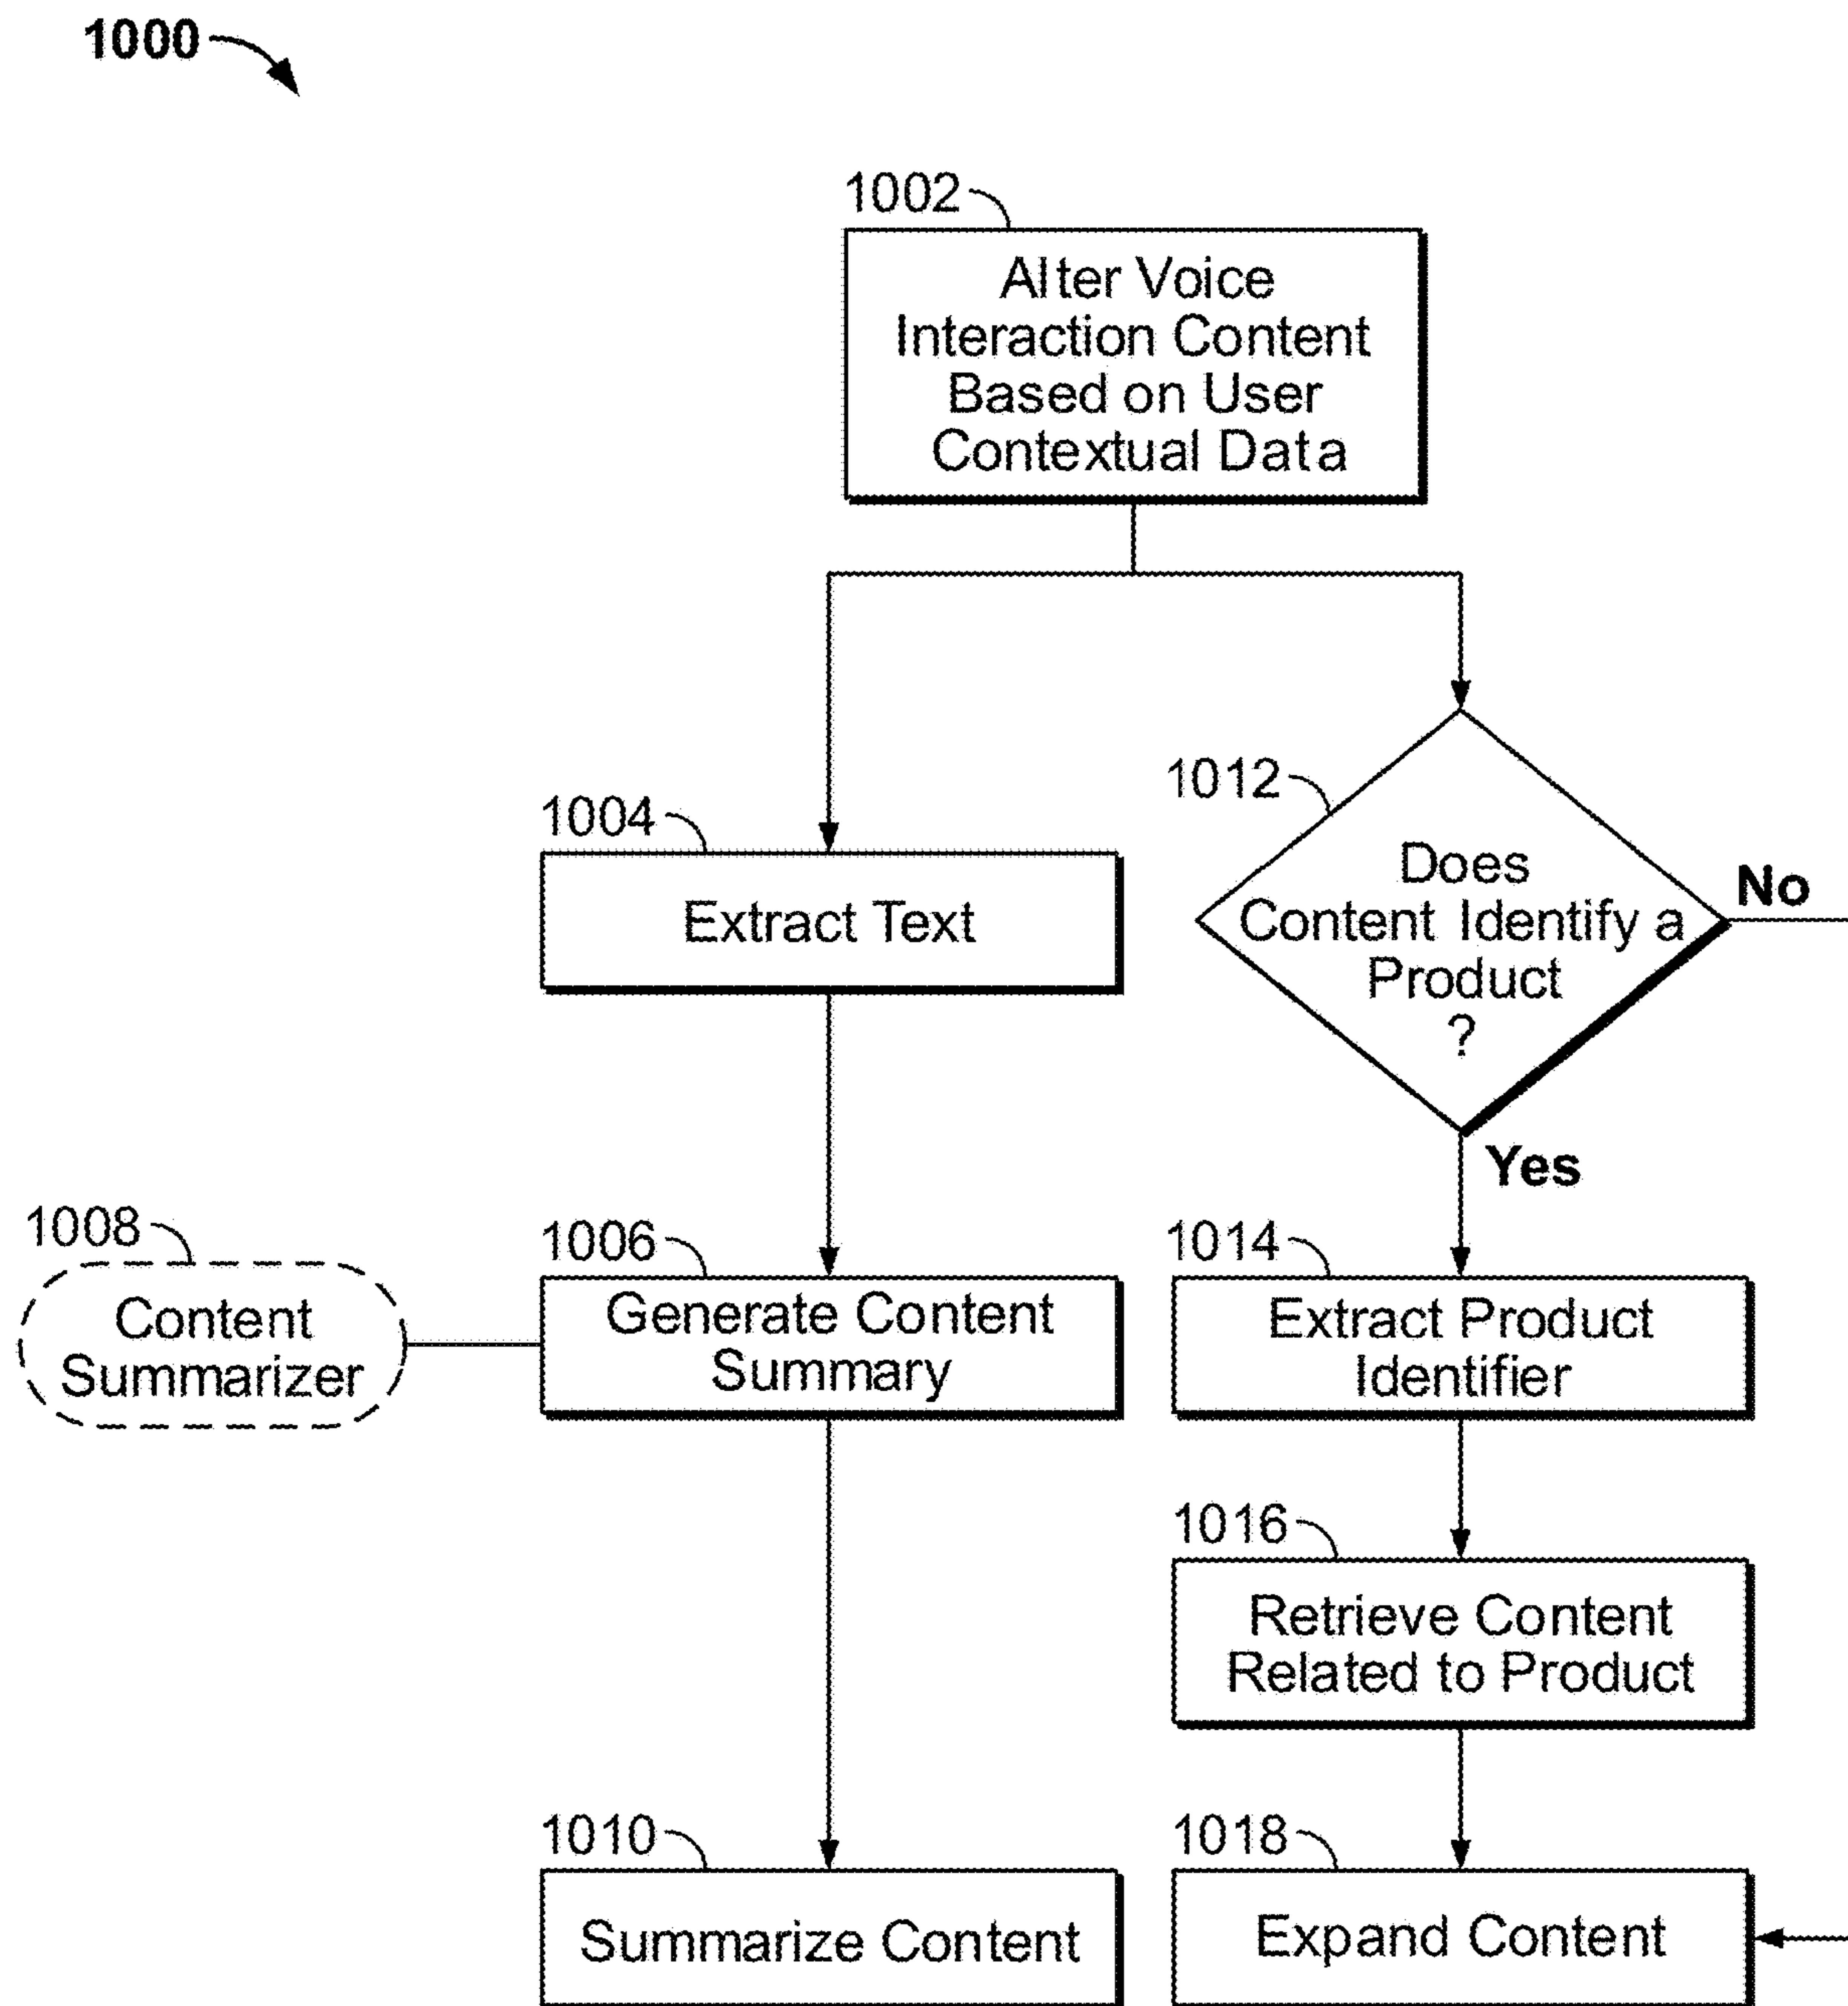 1000
1002
Alter Voice
Interaction Content
Based on User
Contextual Data
1004
Extract Text
1012
Does
Content Identify a
Product
?
No
Yes
1008
Content
Summarizer
1006
Generate Content
Summary
1014
Extract Product
Identifier
1016
Retrieve Content
Related to Product
1010
Summarize Content
1018
Expand Content